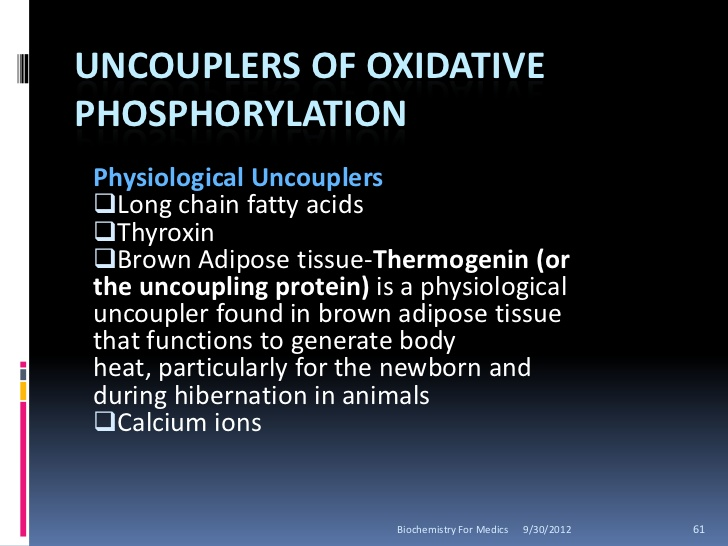 UNCOUPLERS OF OXIDATIVE
PHOSPHORYLATION
Physiological Uncouplers
❑Long chain fatty acids
❑Thyroxin
❑Brown Adipose tissue-Thermogenin (or
the uncoupling protein) is a physiological
uncoupler found in brown adipose tissue
that functions to generate body
heat, particularly for the newborn and
during hibernation in animals
❑Calcium ions
Biochemistry For Medics 9/30/2012 61